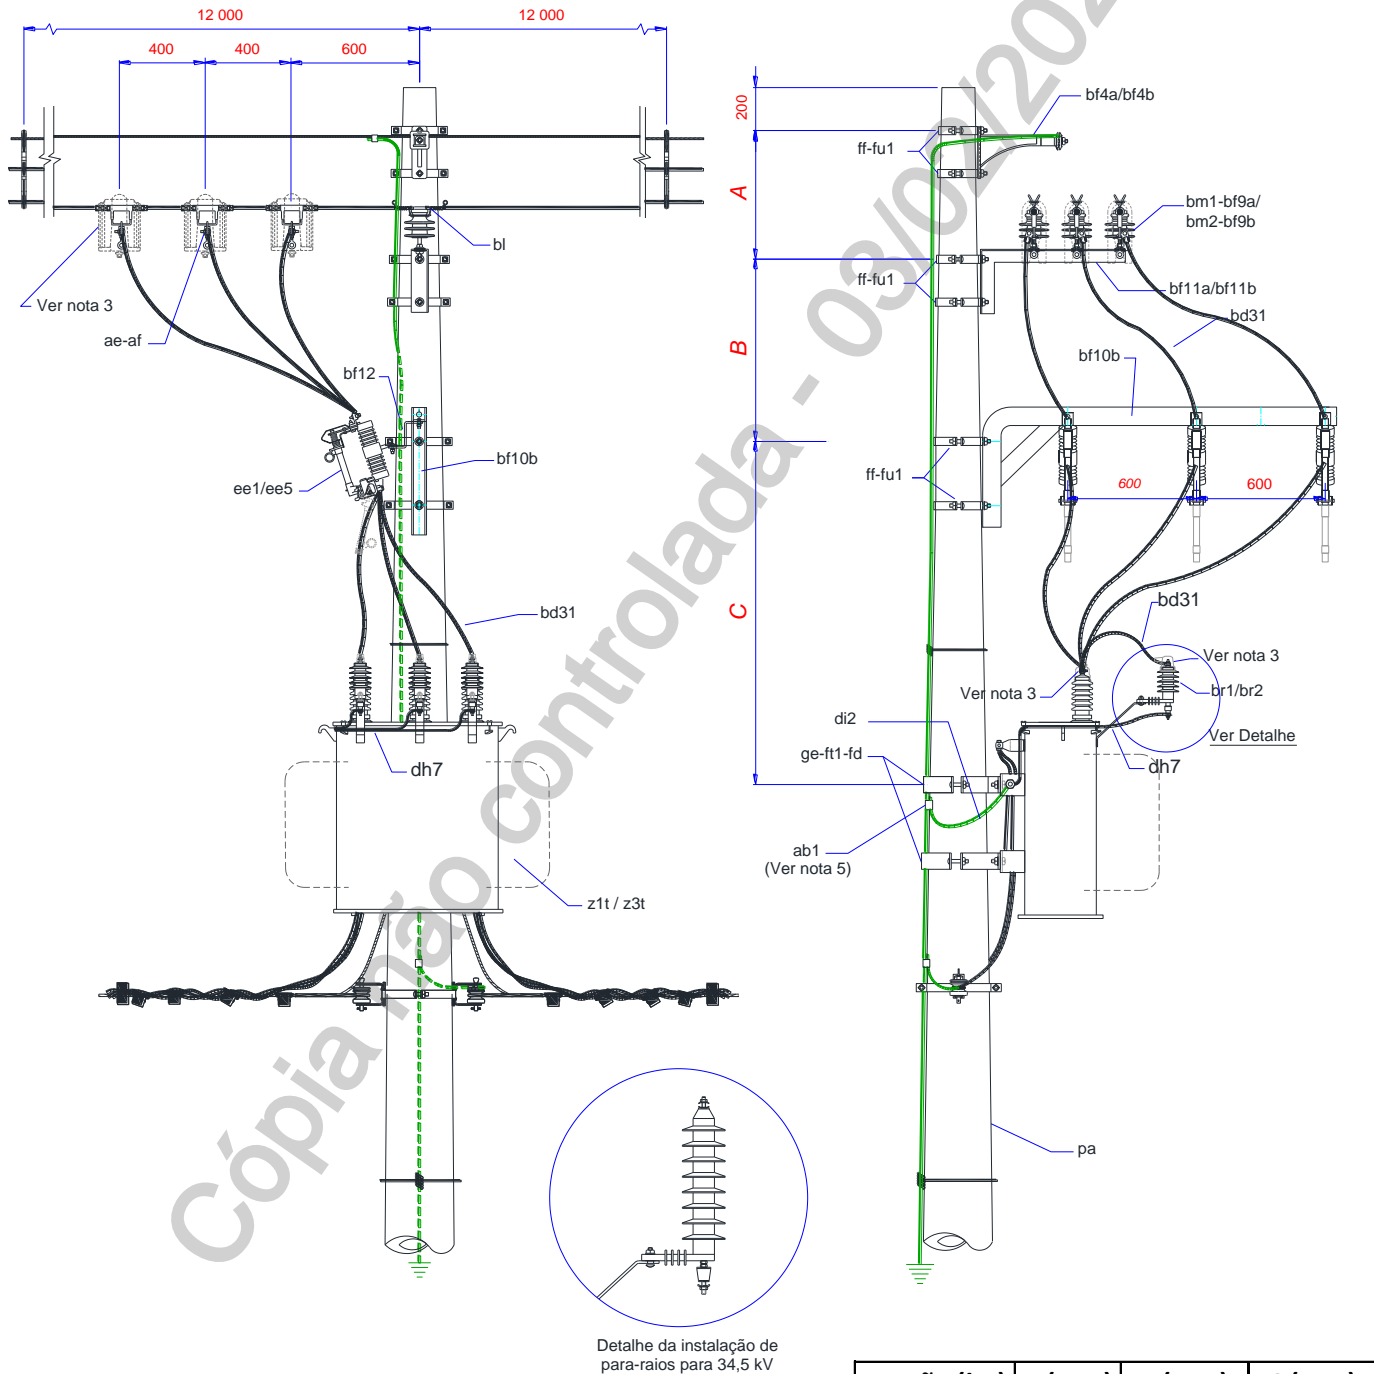 12 000
12 000
400
400
600
200
bf4a/bf4b
ff-fu1
A
bm1-bf9a/
bm2-bf9b
bl
ff-fu1
bf11a/bf11b
Ver nota 3
bd31
ae-af
B
bf10b
bf12
bf10b
ee1/ee5
ff-fu1
600
600
C
bd31
bd31
Ver nota 3
Ver nota 3
br1/br2
di2
Ver Detalhe
ge-ft1-fd
dh7
dh7
ab1
(Ver nota 5)
z1t / z3t
pa
Detalhe da instalação de
para-raios para 34,5 kV
Cópia não controlada - 03/02/202